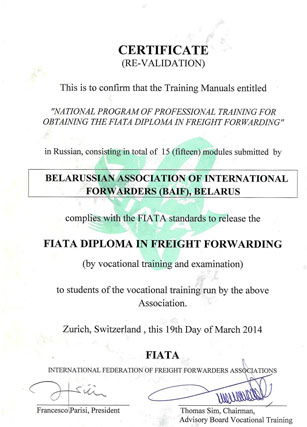 CERTIFICATE
(RE-VALIDATION)
This is to confirm that the Training Manuals entitled
"NATIONAL PROGRAM OF PROFESSIONAL TRAINING FOR
OBTAINING THE FIATA DIPLOMA IN FREIGHT FORWARDING"
in Russian, consisting in total of 15 (fifteen) modules submitted by
BELARUSSIAN ASSOCIATION OF INTERNATIONAL
FORWARDERS (BAIF), BELARUS
complies with the FIATA standards to release the
FIATA DIPLOMA IN FREIGHT FORWARDING
(by vocational training and examination)
to students of the vocational training run by the above
Association.
Zurich, Switzerland , this 19th Day of March 2014
FIATA
INTERNATIONAL FEDERATION OF FREIGHT FORWARDERS ASSOCIATIONS
Francesco Parisi, President
Thomas Sim, Chairman,
Advisory Board Vocational Training